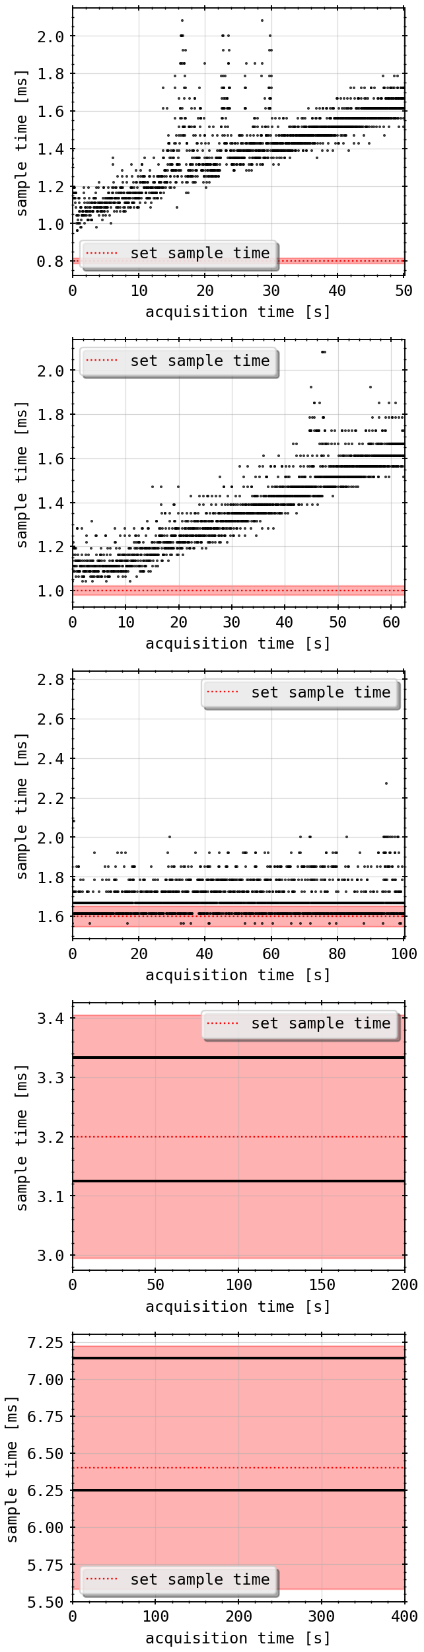 2.0
1.8
1.6
1.4
1.2
1.0
0.8
sample time [ms]
set sample time
0 10 20 30 40 50
acquisition time [s]
2.0
1.8
1.6
1.4
1.2
1.0
sample time [ms]
set sample time
0 10 20 30 40 50 60
acquisition time [s]
2.8
2.6
2.4
2.2
2.0
1.8
1.6
sample time [ms]
set sample time
0 20 40 60 80 100
acquisition time [s]
3.4
3.3
3.2
3.1
3.0
sample time [ms]
set sample time
0 50 100 150 200
acquisition time [s]
7.25
7.00
6.75
6.50
6.25
6.00
5.75
5.50
sample time [ms]
set sample time
0 100 200 300 400
acquisition time [s]